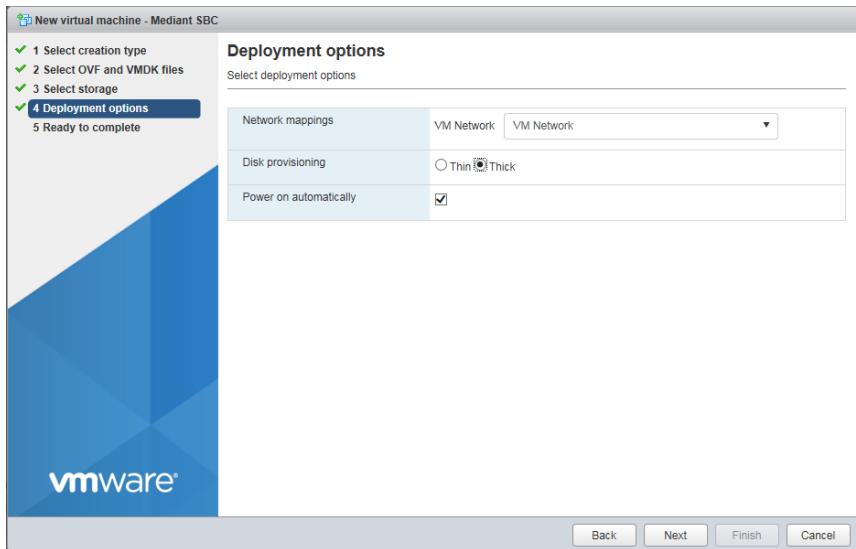 New virtual machine - Mediant SBC
1 Select creation type
2 Select OVF and VMDK files
3 Select storage
4 Deployment options
5 Ready to complete
Deployment options
Select deployment options
Network mappings
VM Network VM Network
Disk provisioning
Thin Thick
Power on automatically
vmware®
Back Next Finish Cancel